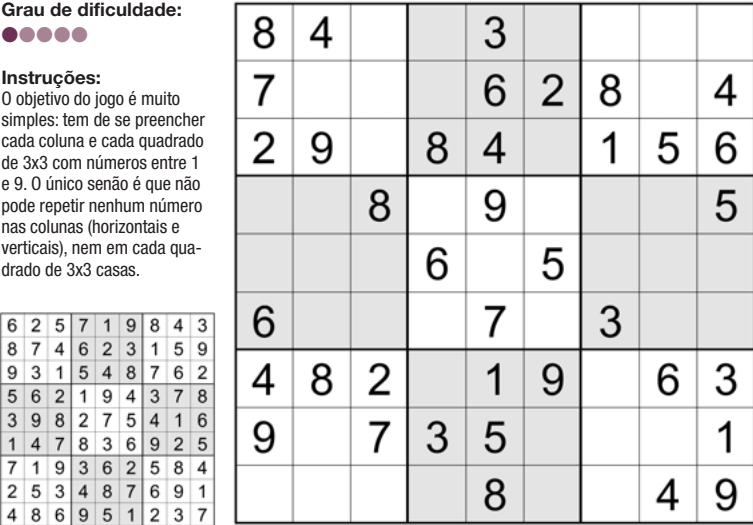 Grau de dificuldade:
Instruções:
O objetivo do jogo é muito
simples: tem de se preencher
cada coluna e cada quadrado
de 3x3 com números entre 1
e 9. O único senão é que não
pode repetir nenhum número
nas colunas (horizontais e
verticais), nem em cada qua-
drado de 3x3 casas.
6 2 5 7 1 9 8 4 3
8 7 4 6 2 3 1 5 9
9 3 1 5 4 8 7 6 2
5 6 2 1 9 4 3 7 8
3 9 8 2 7 5 4 1 6
1 4 7 8 3 6 9 2 5
7 1 9 3 6 2 5 8 4
2 5 3 4 8 7 6 9 1
4 8 6 9 5 1 2 3 7
8 4 3
7 6 2 8 4
2 9 8 4 1 5 6
8 9 5
6 5
6 7 3
4 8 2 1 9 6 3
9 7 3 5 1
8 4 9